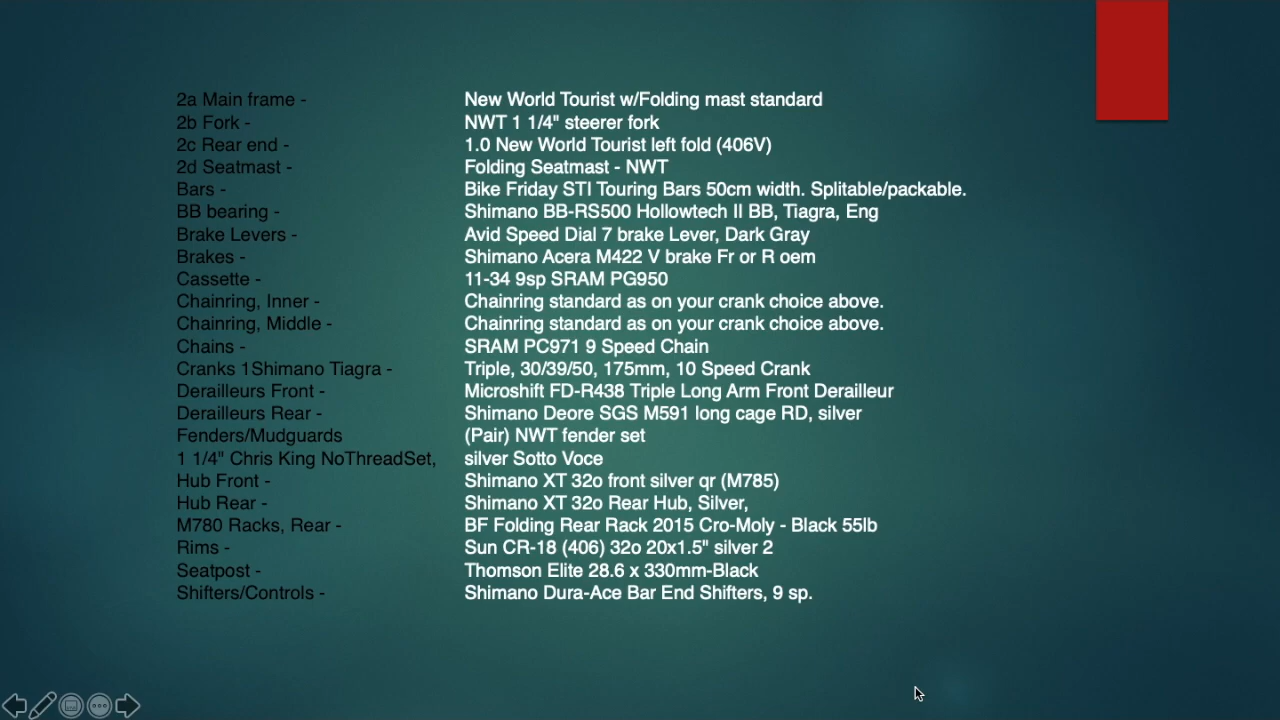 2a Main frame - New World Tourist w/Folding mast standard
2b Fork - NWT 1 1/4" steerer fork
2c Rear end - 1.0 New World Tourist left fold (406V)
2d Seatmast - Folding Seatmast - NWT
Bars - Bike Friday STI Touring Bars 50cm width. Splitable/packable.
BB bearing - Shimano BB-RS500 Hollowtech II BB, Tiagra, Eng
Brake Levers - Avid Speed Dial 7 brake Lever, Dark Gray
Brakes - Shimano Acera M422 V brake Fr or R oem
Cassette - 11-34 9sp SRAM PG950
Chainring, Inner - Chainring standard as on your crank choice above.
Chainring, Middle - Chainring standard as on your crank choice above.
Chains - SRAM PC971 9 Speed Chain
Cranks 1Shimano Tiagra - Triple, 30/39/50, 175mm, 10 Speed Crank
Derailleurs Front - Microshift FD-R438 Triple Long Arm Front Derailleur
Derailleurs Rear - Shimano Deore SGS M591 long cage RD, silver
Fenders/Mudguards (Pair) NWT fender set
1 1/4" Chris King NoThreadSet, silver Sotto Voce
Hub Front - Shimano XT 32o front silver qr (M785)
Hub Rear - Shimano XT 32o Rear Hub, Silver,
M780 Racks, Rear - BF Folding Rear Rack 2015 Cro-Moly - Black 55lb
Rims - Sun CR-18 (406) 32o 20x1.5" silver 2
Seatpost - Thomson Elite 28.6 x 330mm-Black
Shifters/Controls - Shimano Dura-Ace Bar End Shifters, 9 sp.